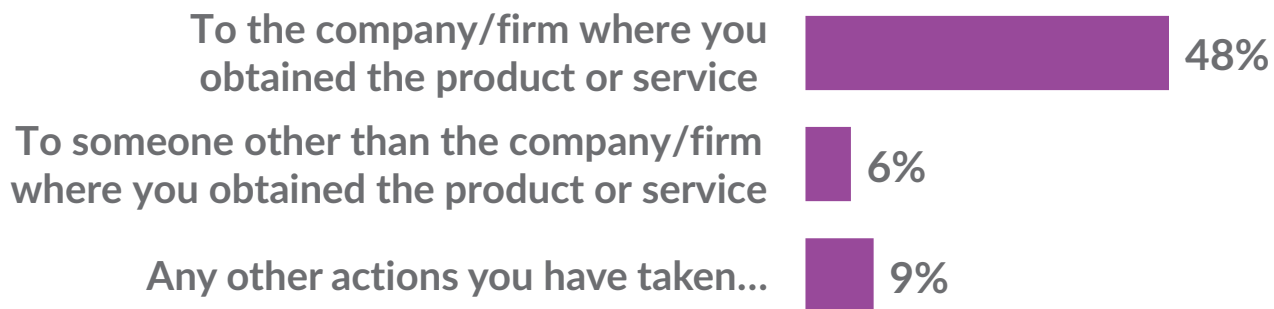 To the company/firm where you
obtained the product or service
48%
To someone other than the company/firm
where you obtained the product or service
6%
Any other actions you have taken...
9%